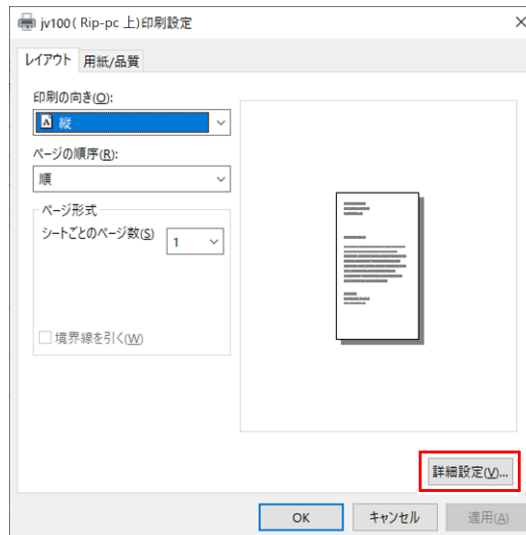 jv100( Rip-pc 上)印刷設定
レイアウト 用紙/品質
印刷の向き(O):
縦
ページの順序(R):
順
ページ形式
シートごとのページ数(S) 1
境界線を引く(W)
詳細設定(V)...
OK キャンセル 適用(A)